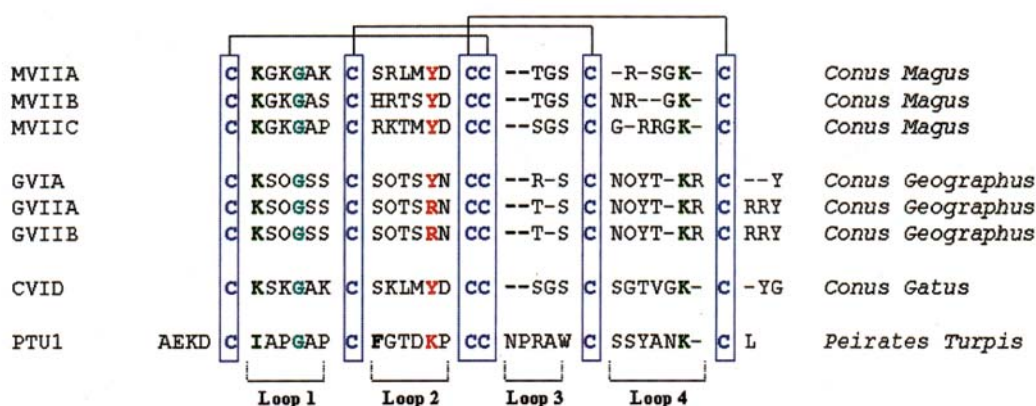 MVIIA C KGKGAK C SRLMYD CC --TGS C -R-SGK- C Conus Magus
MVIIB C KGKGAS C HRTSYD CC --TGS C NR--GK- C Conus Magus
MVIIC C KGKGAP C RKTMYD CC --SGS C G-RRGK- C Conus Magus
GVIA C KSOGSS C SOTSYN CC --R-S C NOYT-KR C --Y Conus Geographus
GVIIA C KSOGSS C SOTSRN CC --T-S C NOYT-KR C RRY Conus Geographus
GVIIB C KSOGSS C SOTSRN CC --T-S C NOYT-KR C RRY Conus Geographus
CVID C KSKGAK C SKLMYD CC --SGS C SGTVGK- C -YG Conus Gatus
PTU1 AEKD C IAPGAP C FGTDKP CC NPRAW C SSYANK- C L Peirates Turpis
Loop 1 Loop 2 Loop 3 Loop 4